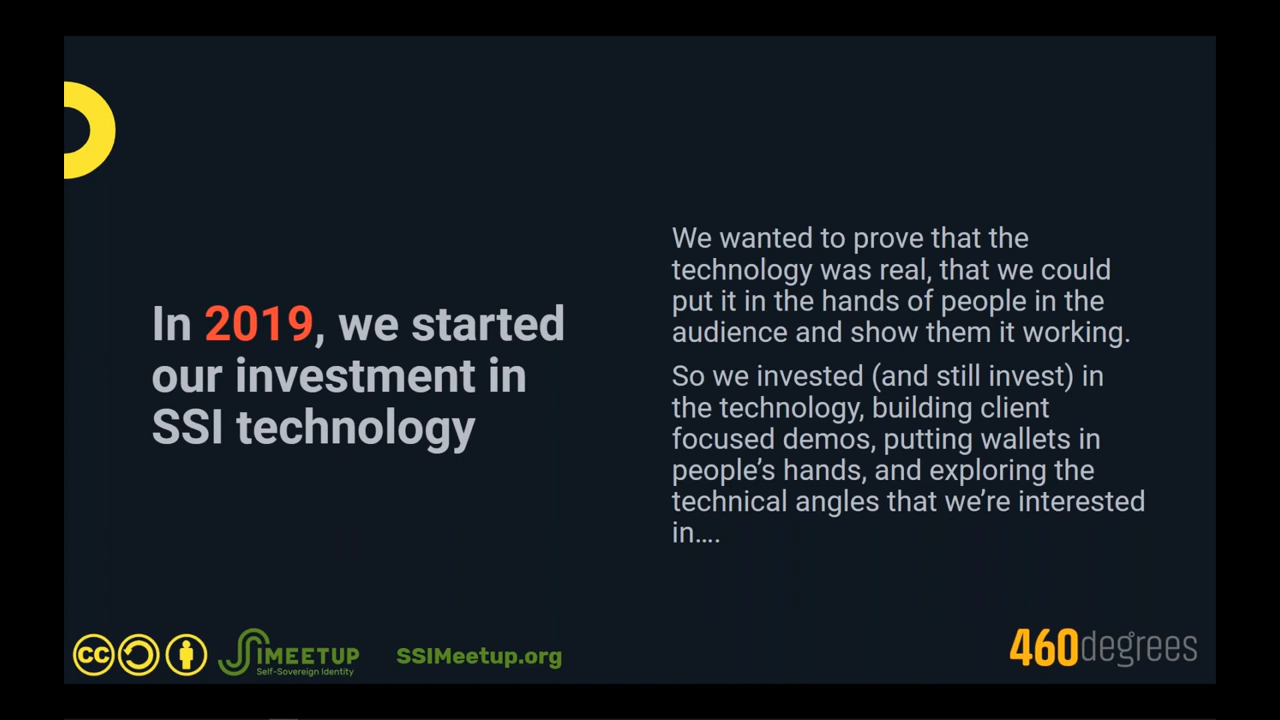 In 2019, we started
our investment in
SSI technology
We wanted to prove that the
technology was real, that we could
put it in the hands of people in the
audience and show them it working.
So we invested (and still invest) in
the technology, building client
focused demos, putting wallets in
people’s hands, and exploring the
technical angles that we’re interested
in....
CC
SIMEETUP
Self-Sovereign Identity
SSIMeetup.org
460degrees